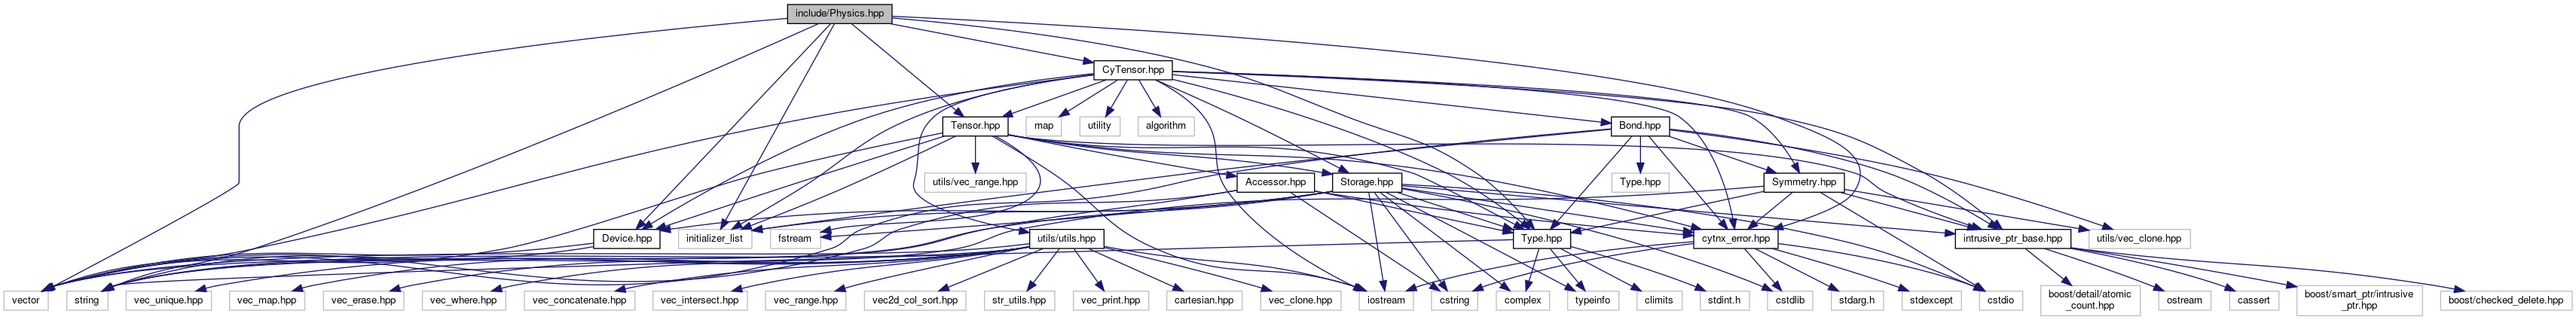 include/Physics.hpp
CyTensor.hpp
Tensor.hpp
map
utility
algorithm
Bond.hpp
utils/vec_range.hpp
Accessor.hpp
Storage.hpp
Type.hpp
Symmetry.hpp
Device.hpp
initializer_list
fstream
utils/utils.hpp
Type.hpp
cytnx_error.hpp
intrusive_ptr_base.hpp
utils/vec_clone.hpp
vector
string
vec_unique.hpp
vec_map.hpp
vec_erase.hpp
vec_where.hpp
vec_concatenate.hpp
vec_intersect.hpp
vec_range.hpp
vec2d_col_sort.hpp
str_utils.hpp
vec_print.hpp
cartesian.hpp
vec_clone.hpp
iostream
cstring
complex
typeinfo
climits
stdint.h
cstdlib
stdarg.h
stdexcept
cstdio
boost/detail/atomic
_count.hpp
ostream
cassert
boost/smart_ptr/intrusive
_ptr.hpp
boost/checked_delete.hpp